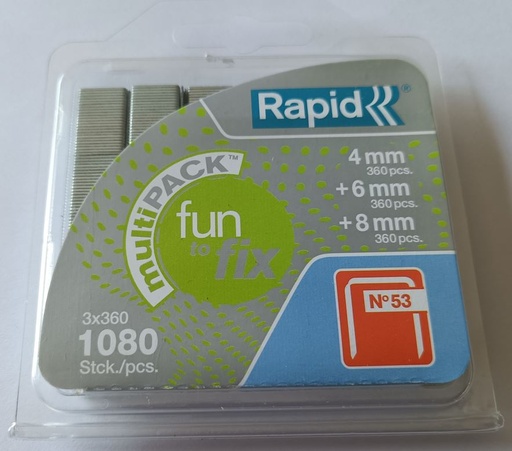 Rapid®
4 mm
360 pcs.
+ 6 mm
360 pcs.
+ 8 mm
360 pcs.
multiPACK™
fun
to fix
Nº 53
3x360
1080
Stck./pcs.